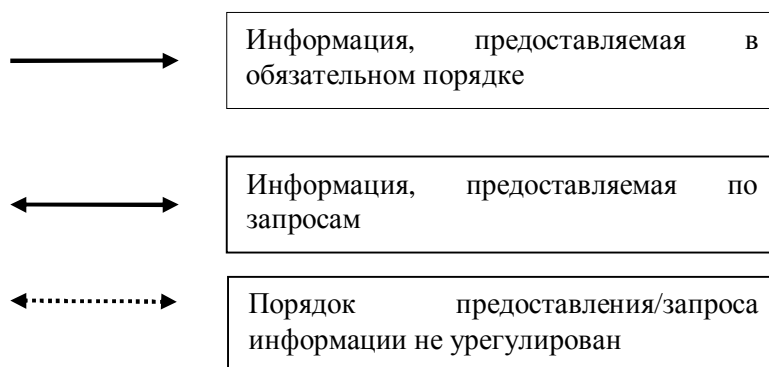 Информация, предоставляемая в
обязательном порядке
Информация, предоставляемая по
запросам
Порядок предоставления/запроса
информации не урегулирован